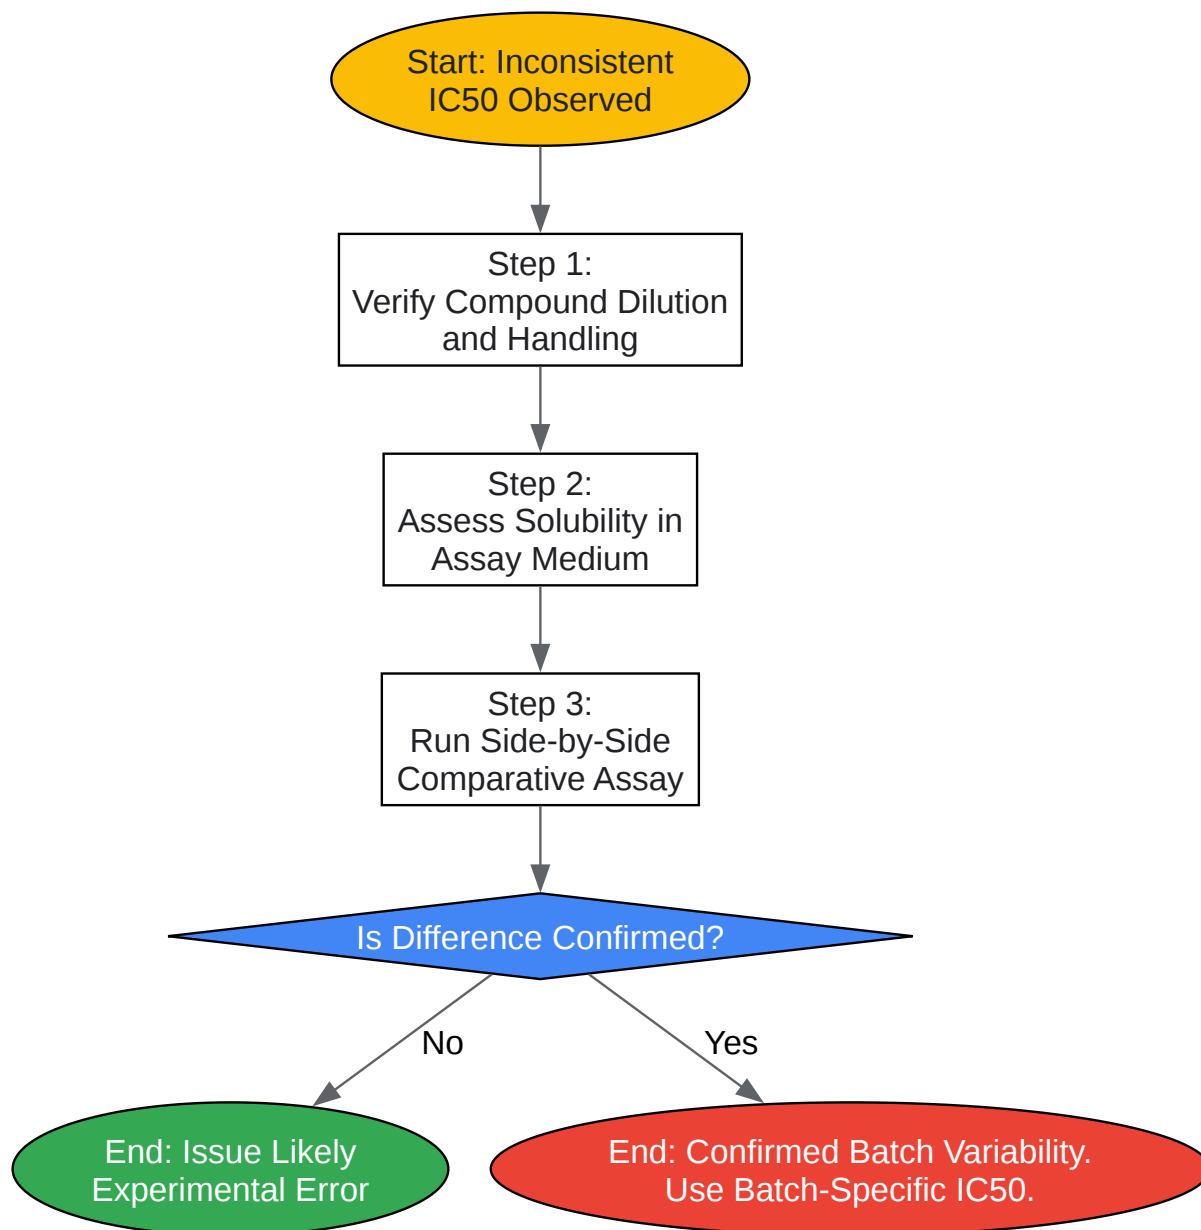 Start: Inconsistent
IC50 Observed
Step 1:
Verify Compound Dilution
and Handling
Step 2:
Assess Solubility in
Assay Medium
Step 3:
Run Side-by-Side
Comparative Assay
Is Difference Confirmed?
No
Yes
End: Issue Likely
Experimental Error
End: Confirmed Batch Variability.
Use Batch-Specific IC50.